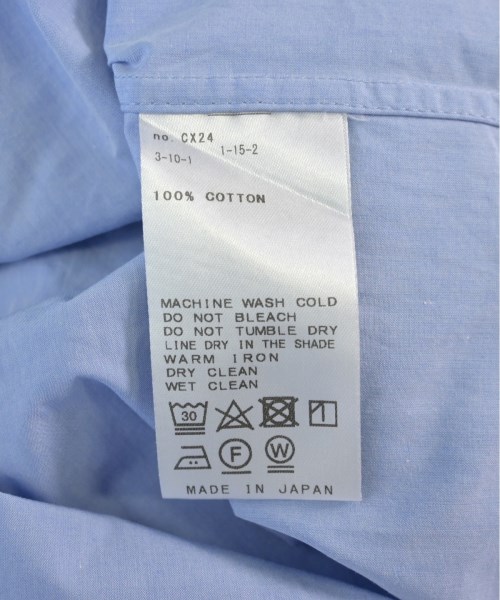 no. CX24
3-10-1 1-15-2
100% COTTON
MACHINE WASH COLD
DO NOT BLEACH
DO NOT TUMBLE DRY
LINE DRY IN THE SHADE
WARM IRON
DRY CLEAN
WET CLEAN
30
F W
MADE IN JAPAN